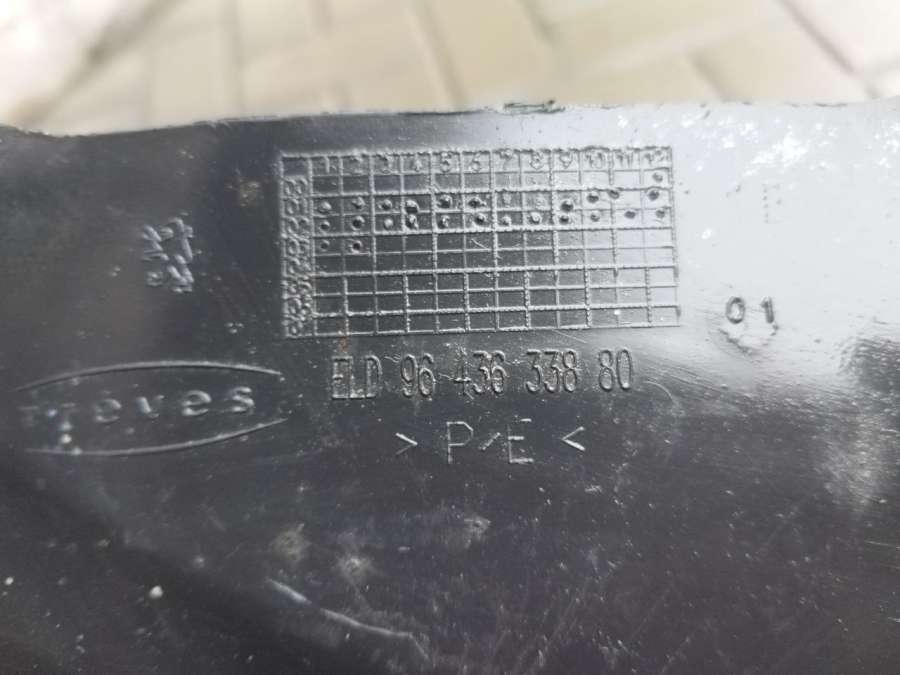 1 2 3 4 5 6 7 8 9 10 11 12
01
ELD 96 436 338 80
treves
> P/E <